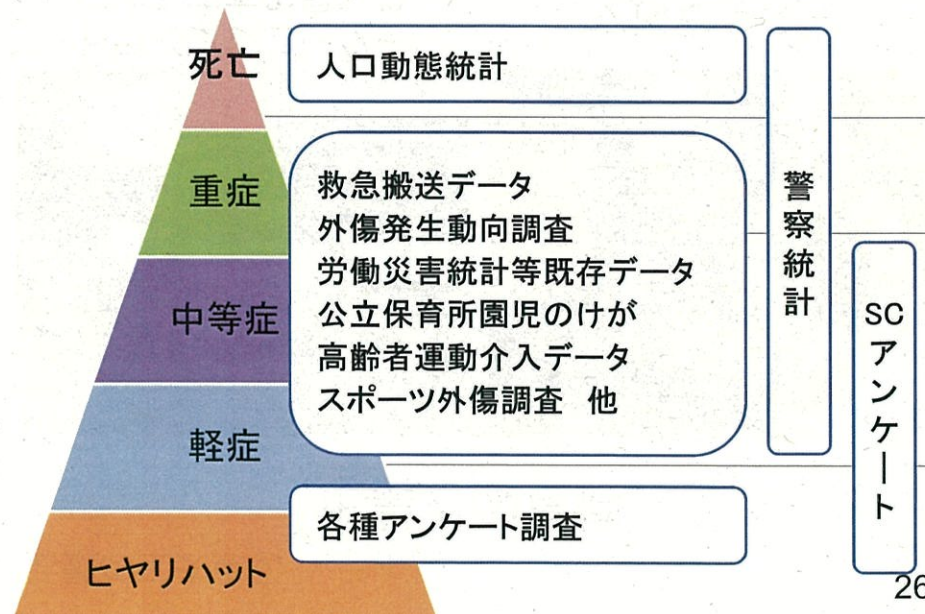 死亡
人口動態統計
重症
救急搬送データ
外傷発生動向調査
労働災害統計等既存データ
公立保育所園児のけが
高齢者運動介入データ
スポーツ外傷調査　他
中等症
軽症
各種アンケート調査
ヒヤリハット
警察統計
SCアンケート
26